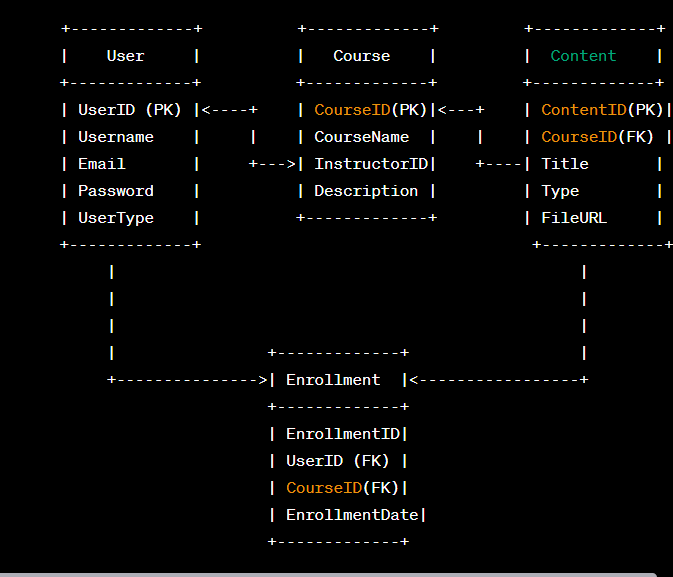 +-------------+          +-------------+         +-------------+
|    User     |          |   Course    |         |  Content    |
+-------------+          +-------------+         +-------------+
| UserID (PK) |<----+    | CourseID(PK)|<---+    | ContentID(PK)|
| Username    |     |    | CourseName  |    |    | CourseID(FK) |
| Email       |     +--->| InstructorID|    +----| Title       |
| Password    |          | Description |         | Type        |
| UserType    |          +-------------+         | FileURL     |
+-------------+                                   +-------------+
     |                                                 |
     |                                                 |
     |                                                 |
     |                +-------------+                  |
     +--------------->| Enrollment  |<-----------------+
                      +-------------+
                      | EnrollmentID|
                      | UserID (FK) |
                      | CourseID(FK)|
                      | EnrollmentDate|
                      +-------------+